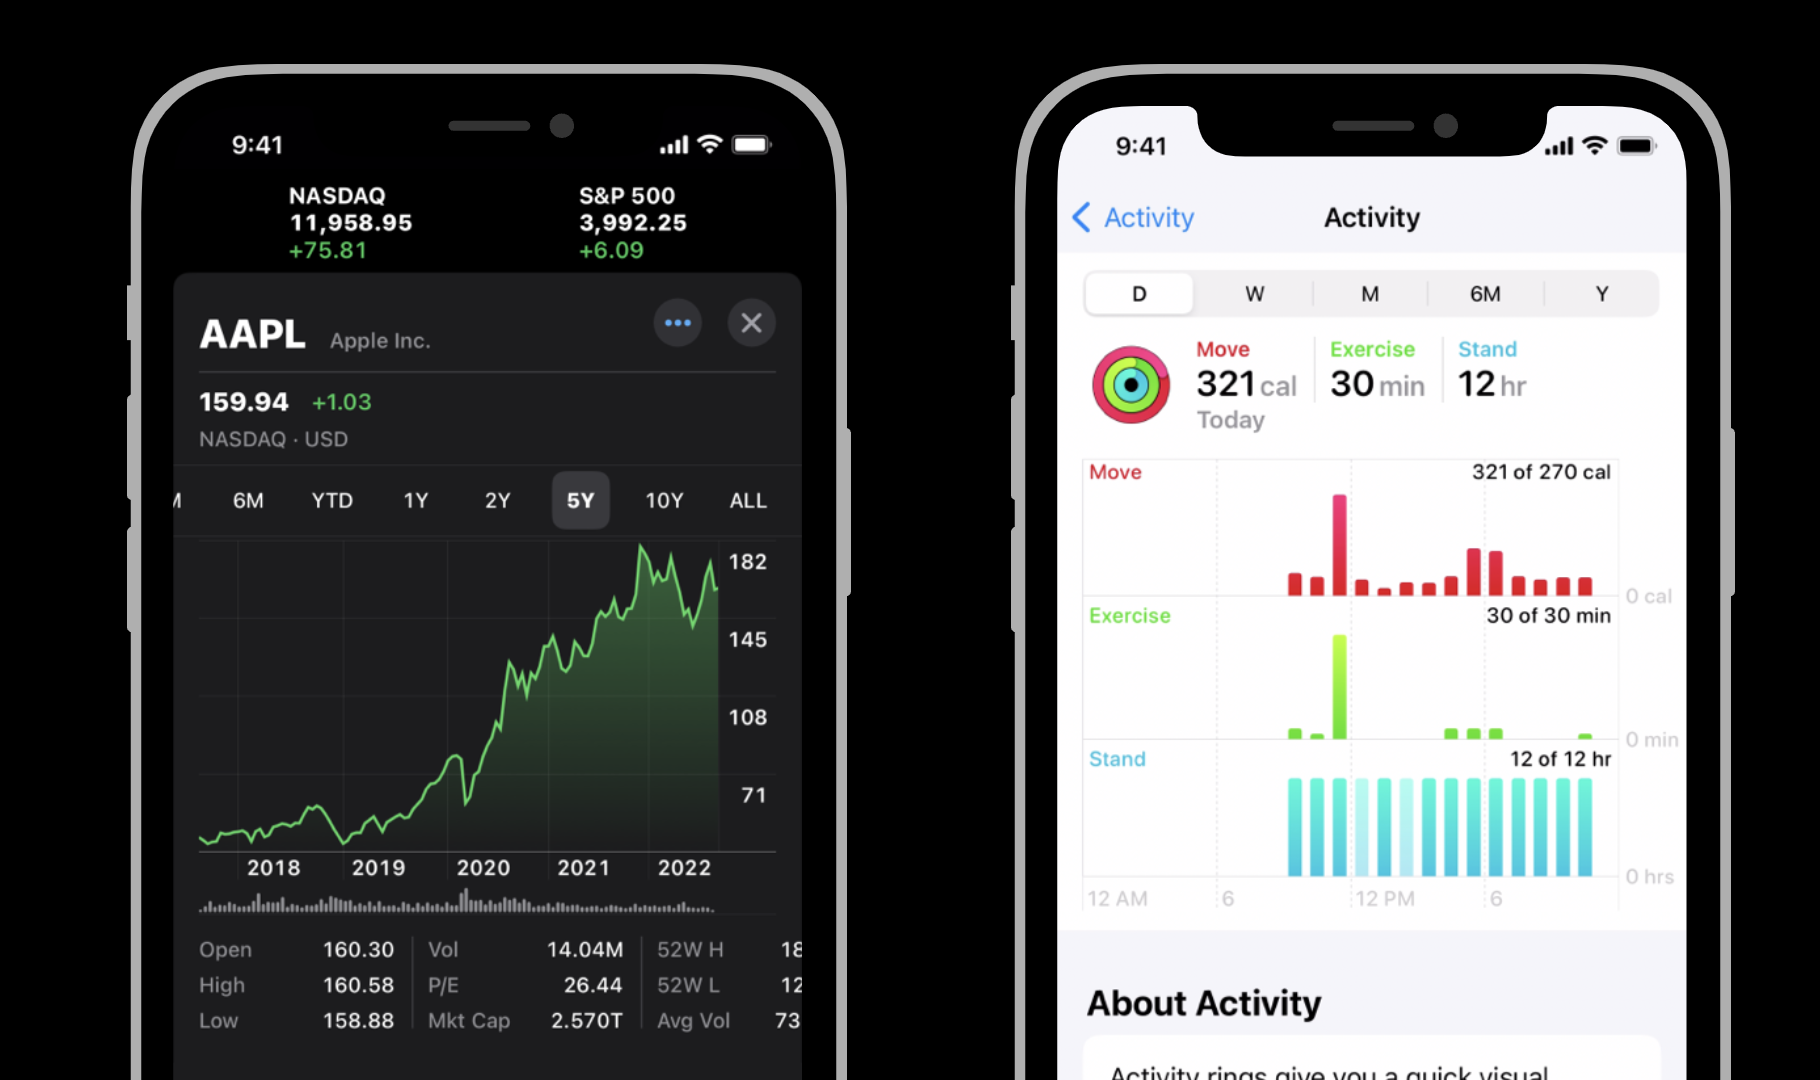 9:41
NASDAQ
11,958.95
+75.81
S&P 500
3,992.25
+6.09
AAPL Apple Inc.
159.94 +1.03
NASDAQ · USD
6M YTD 1Y 2Y 5Y 10Y ALL
182
145
108
71
2018 2019 2020 2021 2022
Open 160.30 Vol 14.04M 52W H 18
High 160.58 P/E 26.44 52W L 12
Low 158.88 Mkt Cap 2.570T Avg Vol 73
9:41
Activity Activity
D W M 6M Y
Move Exercise Stand
321 cal 30 min 12 hr
Today
Move 321 of 270 cal
0 cal
Exercise 30 of 30 min
0 min
Stand 12 of 12 hr
0 hrs
12 AM 6 12 PM 6
About Activity
Activity rings give you a quick visual